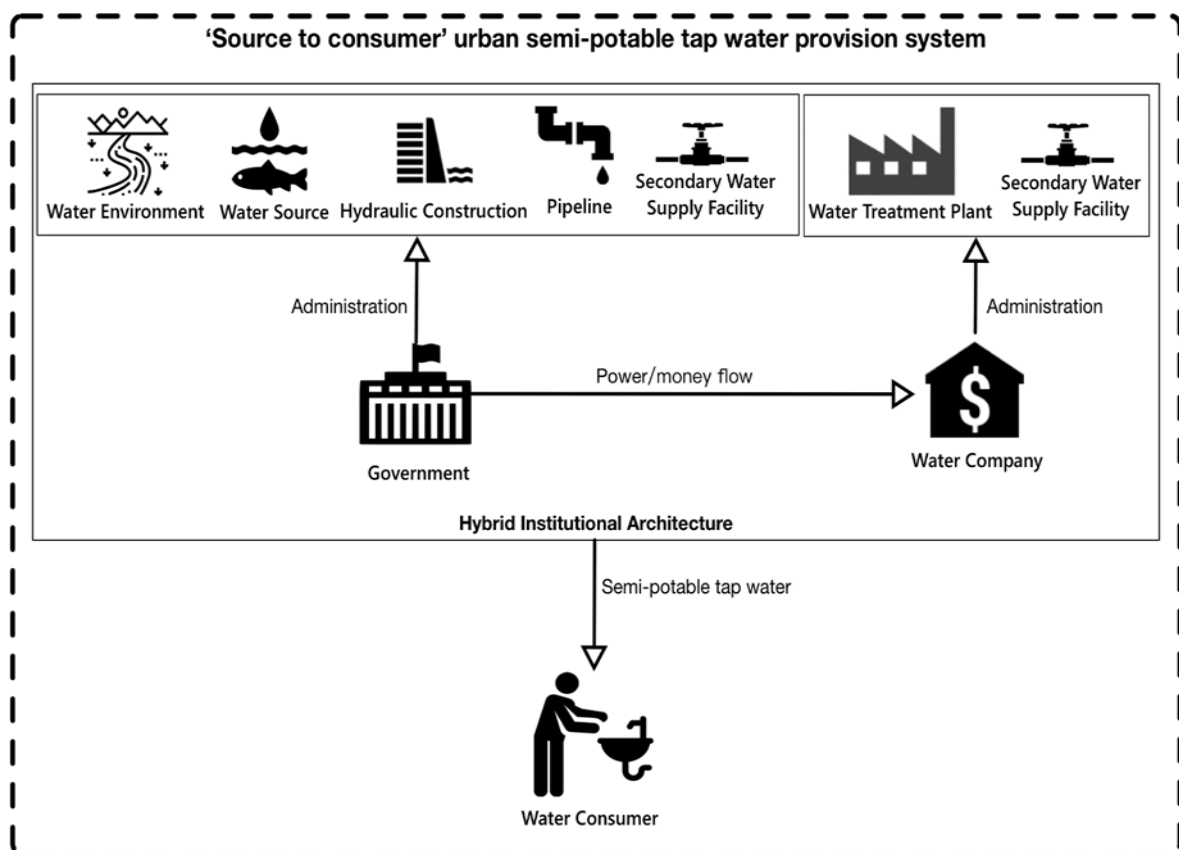 ‘Source to consumer’ urban semi-potable tap water provision system
Water Environment
Water Source
Hydraulic Construction
Pipeline
Secondary Water
Supply Facility
Water Treatment Plant
Secondary Water
Supply Facility
Administration
Administration
Power/money flow
$
Government
Water Company
Hybrid Institutional Architecture
Semi-potable tap water
Water Consumer